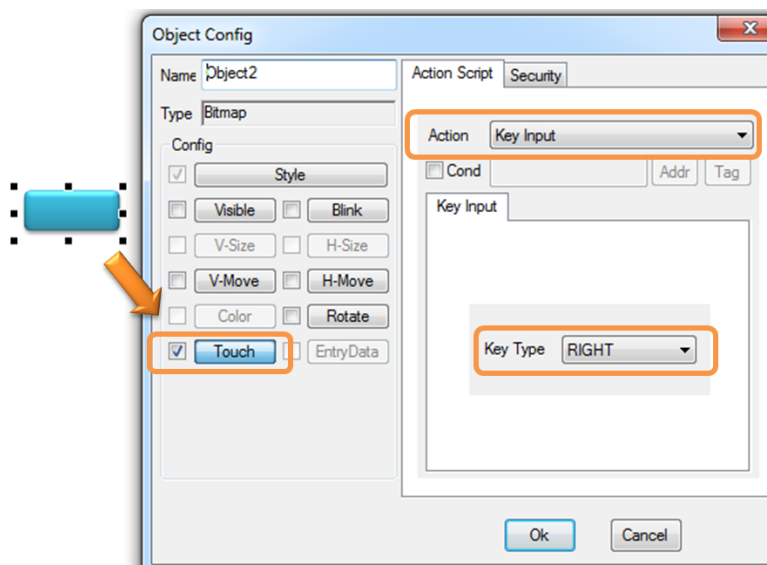 Object Config
Name Object2
Type Bitmap
Config
Style
Visible Blink
V-Size H-Size
V-Move H-Move
Color Rotate
Touch EntryData
Action Script Security
Action Key Input
Cond Addr Tag
Key Input
Key Type RIGHT
Ok Cancel